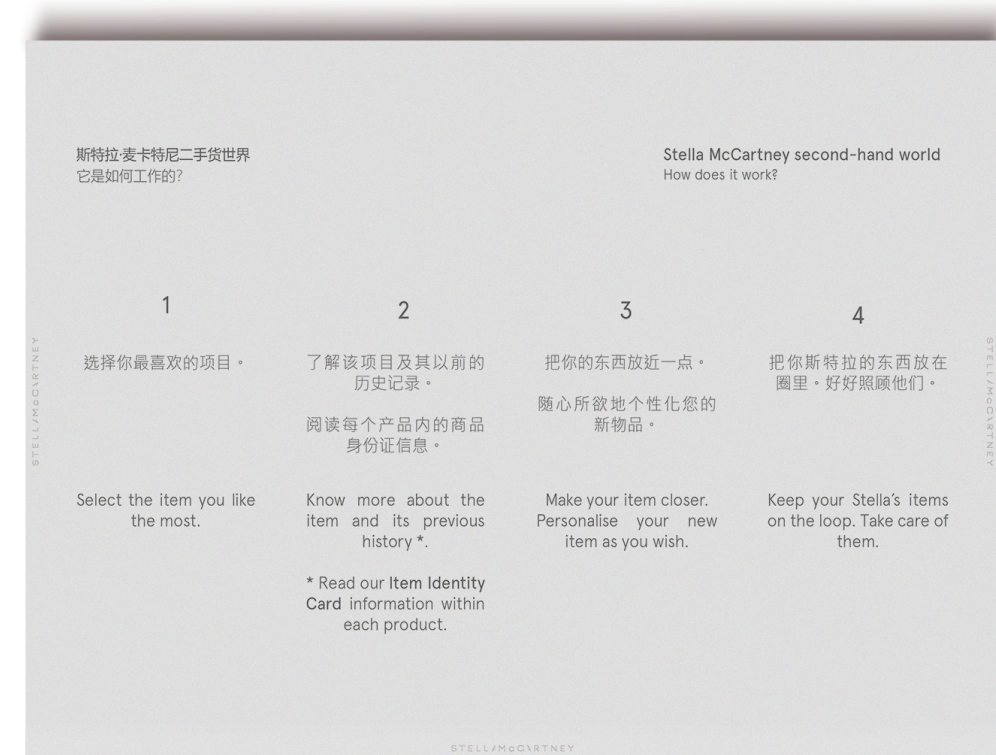 斯特拉·麦卡特尼二手货世界
它是如何工作的?
Stella McCartney second-hand world
How does it work?
1
选择你最喜欢的项目。
Select the item you like
the most.
2
了解该项目及其以前的
历史记录。
阅读每个产品内的商品
身份证信息。
Know more about the
item and its previous
history *.
* Read our Item Identity
Card information within
each product.
3
把你的东西放近一点。
随心所欲地个性化您的
新物品。
Make your item closer.
Personalise your new
item as you wish.
4
把你斯特拉的东西放在
圈里。好好照顾他们。
Keep your Stella's items
on the loop. Take care of
them.
STELLA McCARTNEY
STELLA McCARTNEY
STELLA McCARTNEY